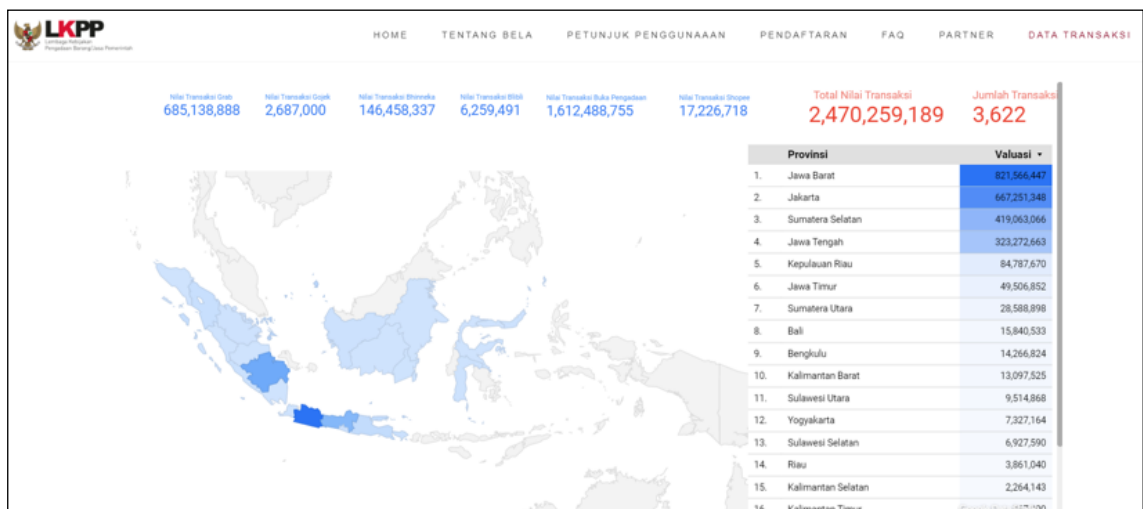 LKPP
Lembaga Kebijakan
Pengadaan Barang/Jasa Pemerintah
HOME TENTANG BELA PETUNJUK PENGGUNAAAN PENDAFTARAN FAQ PARTNER DATA TRANSAKSI
Nilai Transaksi Grab Nilai Transaksi Gojek Nilai Transaksi Bhinneka Nilai Transaksi Blibli Nilai Transaksi Buka Pengadaan Nilai Transaksi Shopee Total Nilai Transaksi Jumlah Transaksi
685,138,888 2,687,000 146,458,337 6,259,491 1,612,488,755 17,226,718 2,470,259,189 3,622
Provinsi Valuasi
1. Jawa Barat 821,566,447
2. Jakarta 667,251,348
3. Sumatera Selatan 419,063,066
4. Jawa Tengah 323,272,663
5. Kepulauan Riau 84,787,670
6. Jawa Timur 49,506,852
7. Sumatera Utara 28,588,898
8. Bali 15,840,533
9. Bengkulu 14,266,824
10. Kalimantan Barat 13,097,525
11. Sulawesi Utara 9,514,868
12. Yogyakarta 7,327,164
13. Sulawesi Selatan 6,927,590
14. Riau 3,861,040
15. Kalimantan Selatan 2,264,143
16. Kalimantan Timur